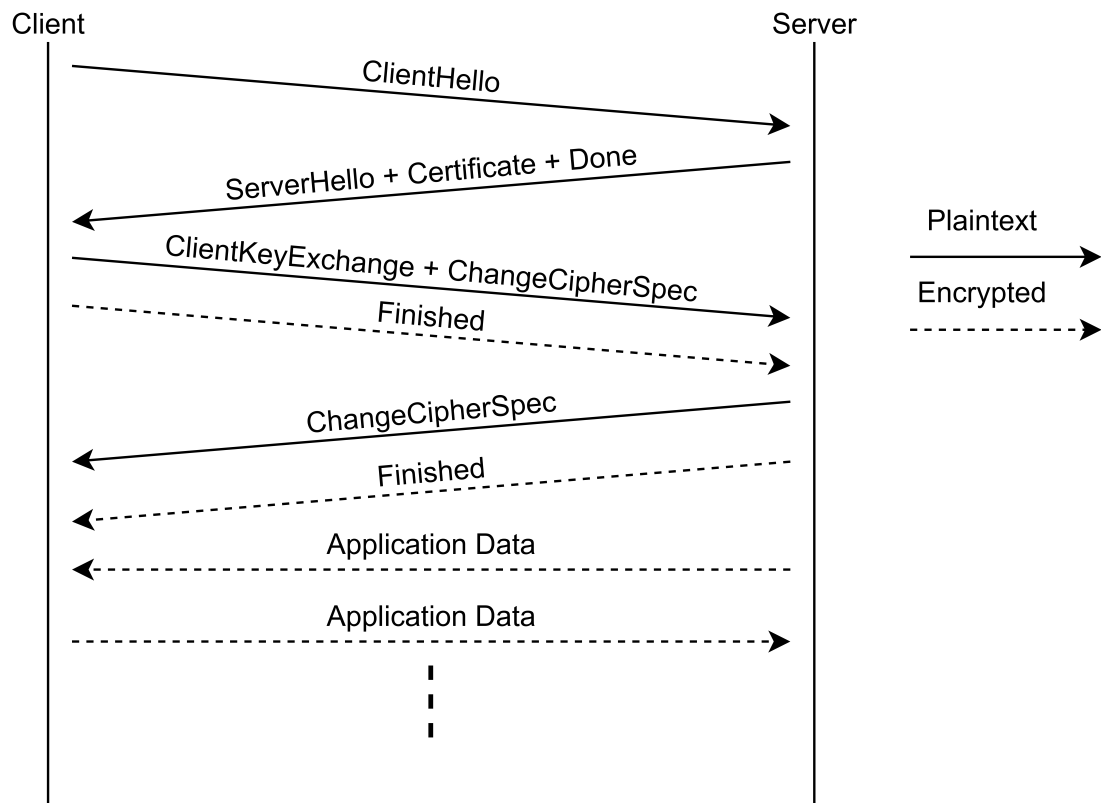 Client
Server
ClientHello
ServerHello + Certificate + Done
ClientKeyExchange + ChangeCipherSpec
Finished
ChangeCipherSpec
Finished
Application Data
Application Data
Plaintext
Encrypted